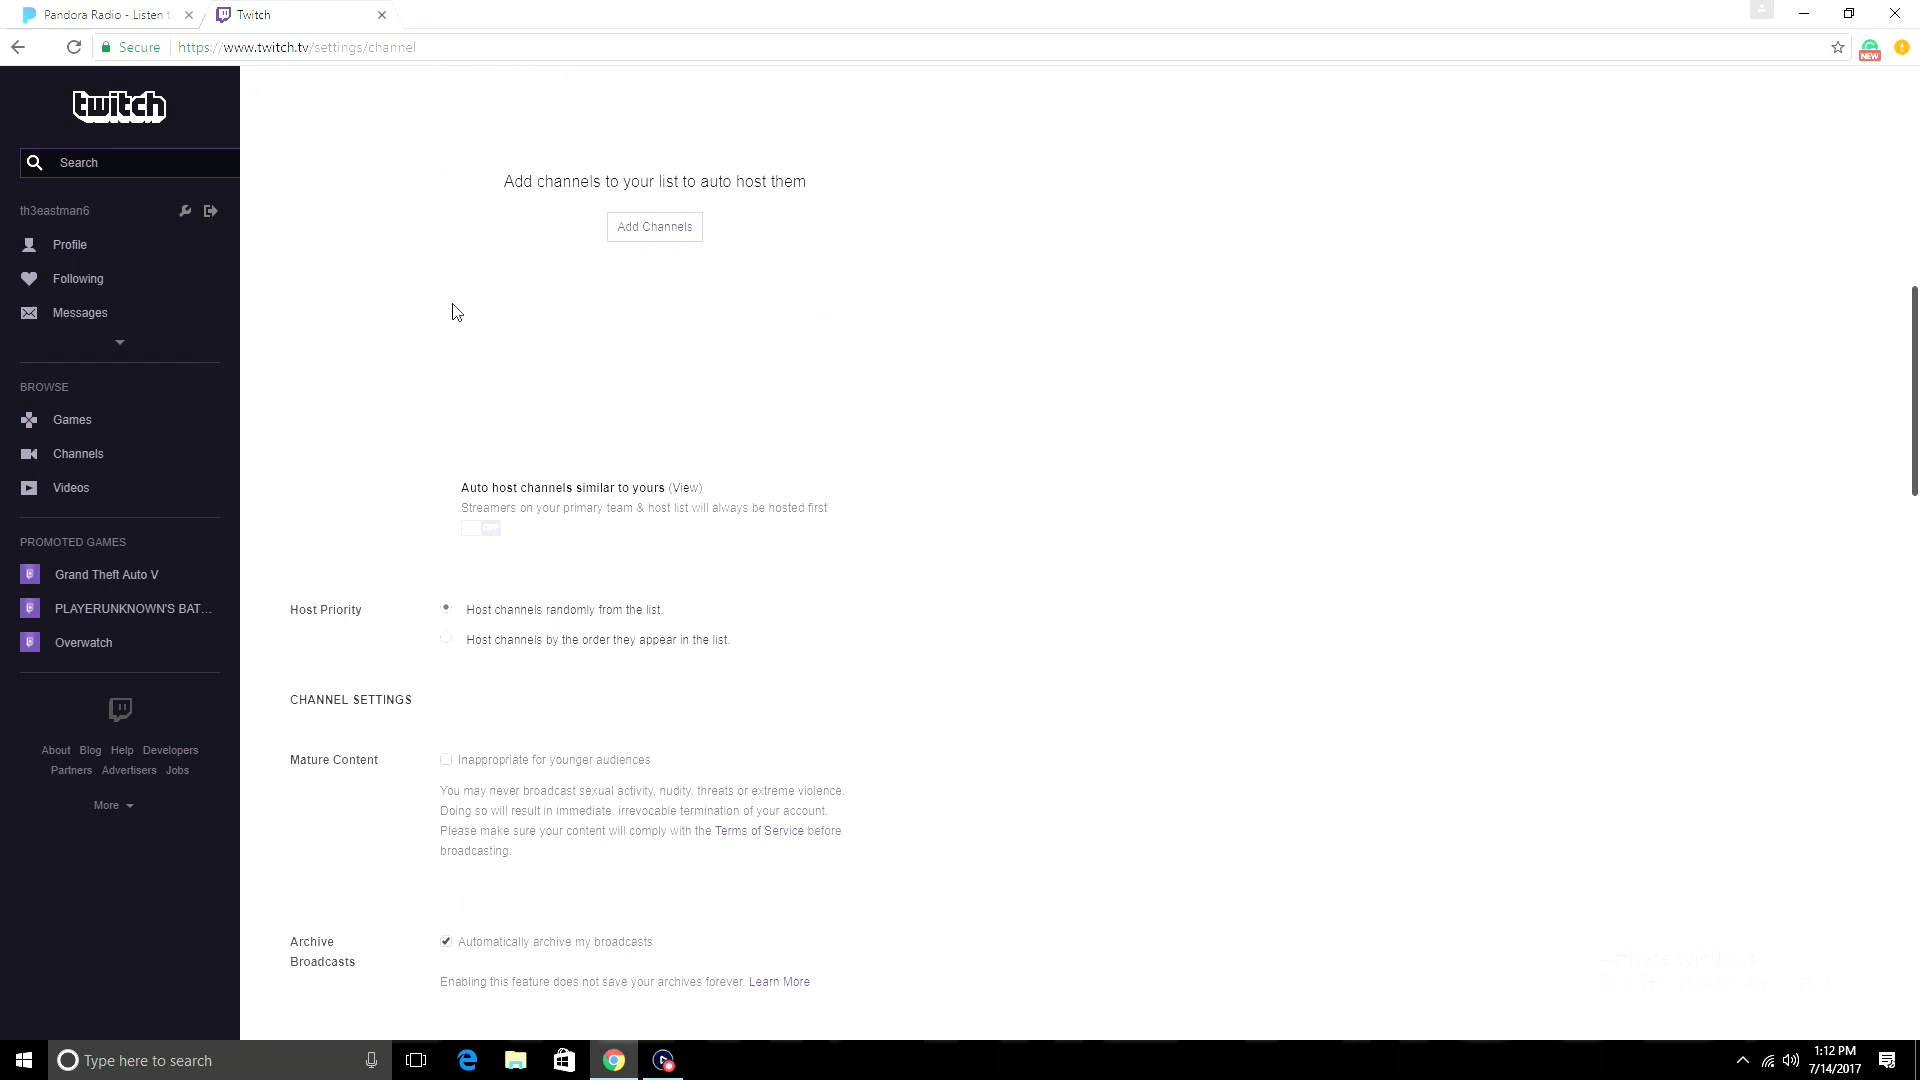 Pandora Radio - Listen t
Twitch
Secure
https://www.twitch.tv/settings/channel
NEW
twitch
Search
th3eastman6
Profile
Following
Messages
BROWSE
Games
Channels
Videos
PROMOTED GAMES
Grand Theft Auto V
PLAYERUNKNOWN'S BAT...
Overwatch
About Blog Help Developers
Partners Advertisers Jobs
More
Add channels to your list to auto host them
Add Channels
Auto host channels similar to yours (View)
Streamers on your primary team & host list will always be hosted first
OFF
Host Priority
Host channels randomly from the list.
Host channels by the order they appear in the list.
CHANNEL SETTINGS
Mature Content
Inappropriate for younger audiences
You may never broadcast sexual activity, nudity, threats or extreme violence.
Doing so will result in immediate, irrevocable termination of your account.
Please make sure your content will comply with the Terms of Service before
broadcasting.
Archive
Broadcasts
Automatically archive my broadcasts
Enabling this feature does not save your archives forever. Learn More
Type here to search
1:12 PM
7/14/2017